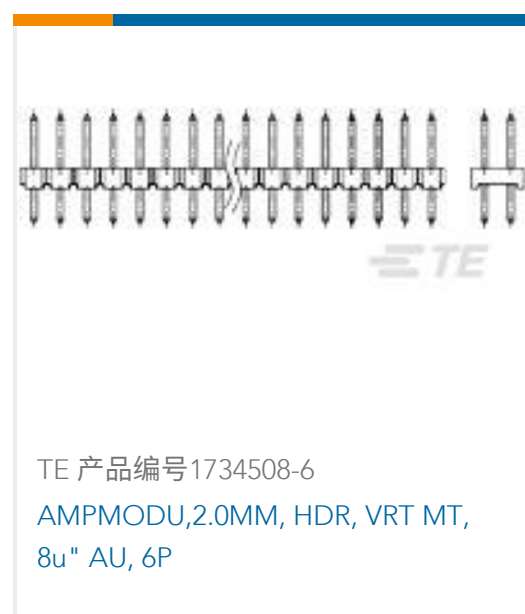 TE
TE 产品编号1734508-6
AMPMODU,2.0MM, HDR, VRT MT,
8u" AU, 6P